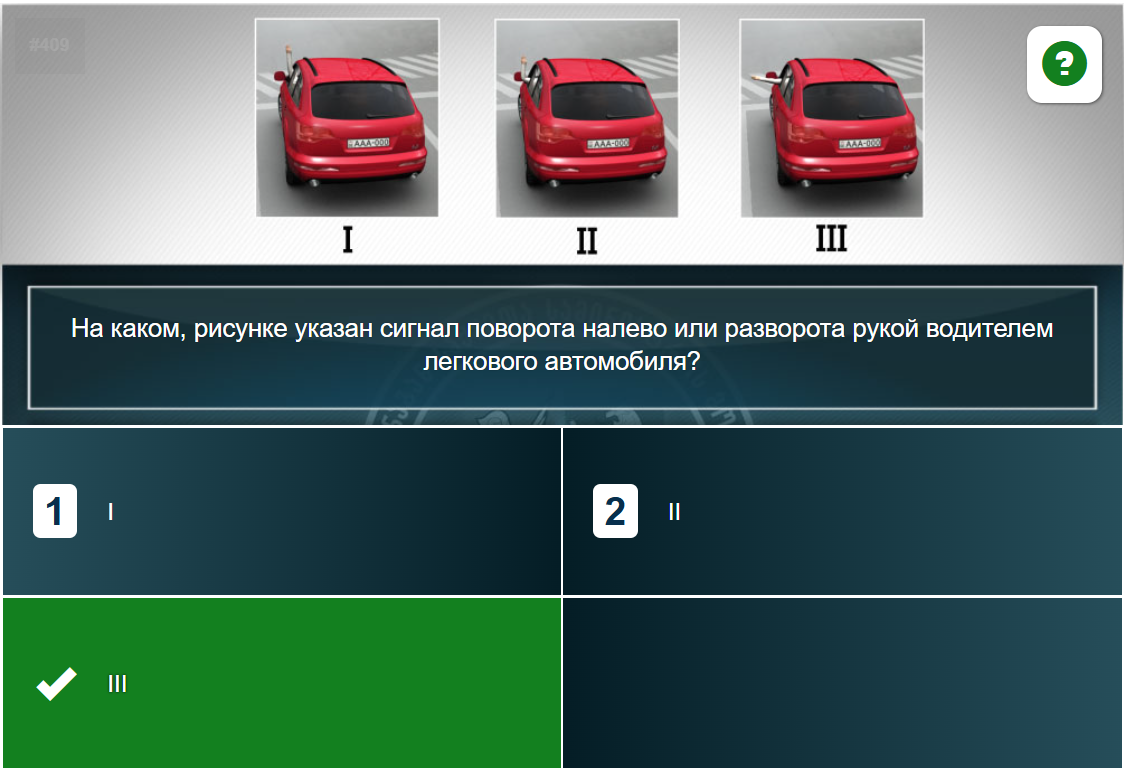 #409
?
AAA-000
AAA-000
AAA-000
I
II
III
На каком, рисунке указан сигнал поворота налево или разворота рукой водителем
легкового автомобиля?
1
I
2
II
III